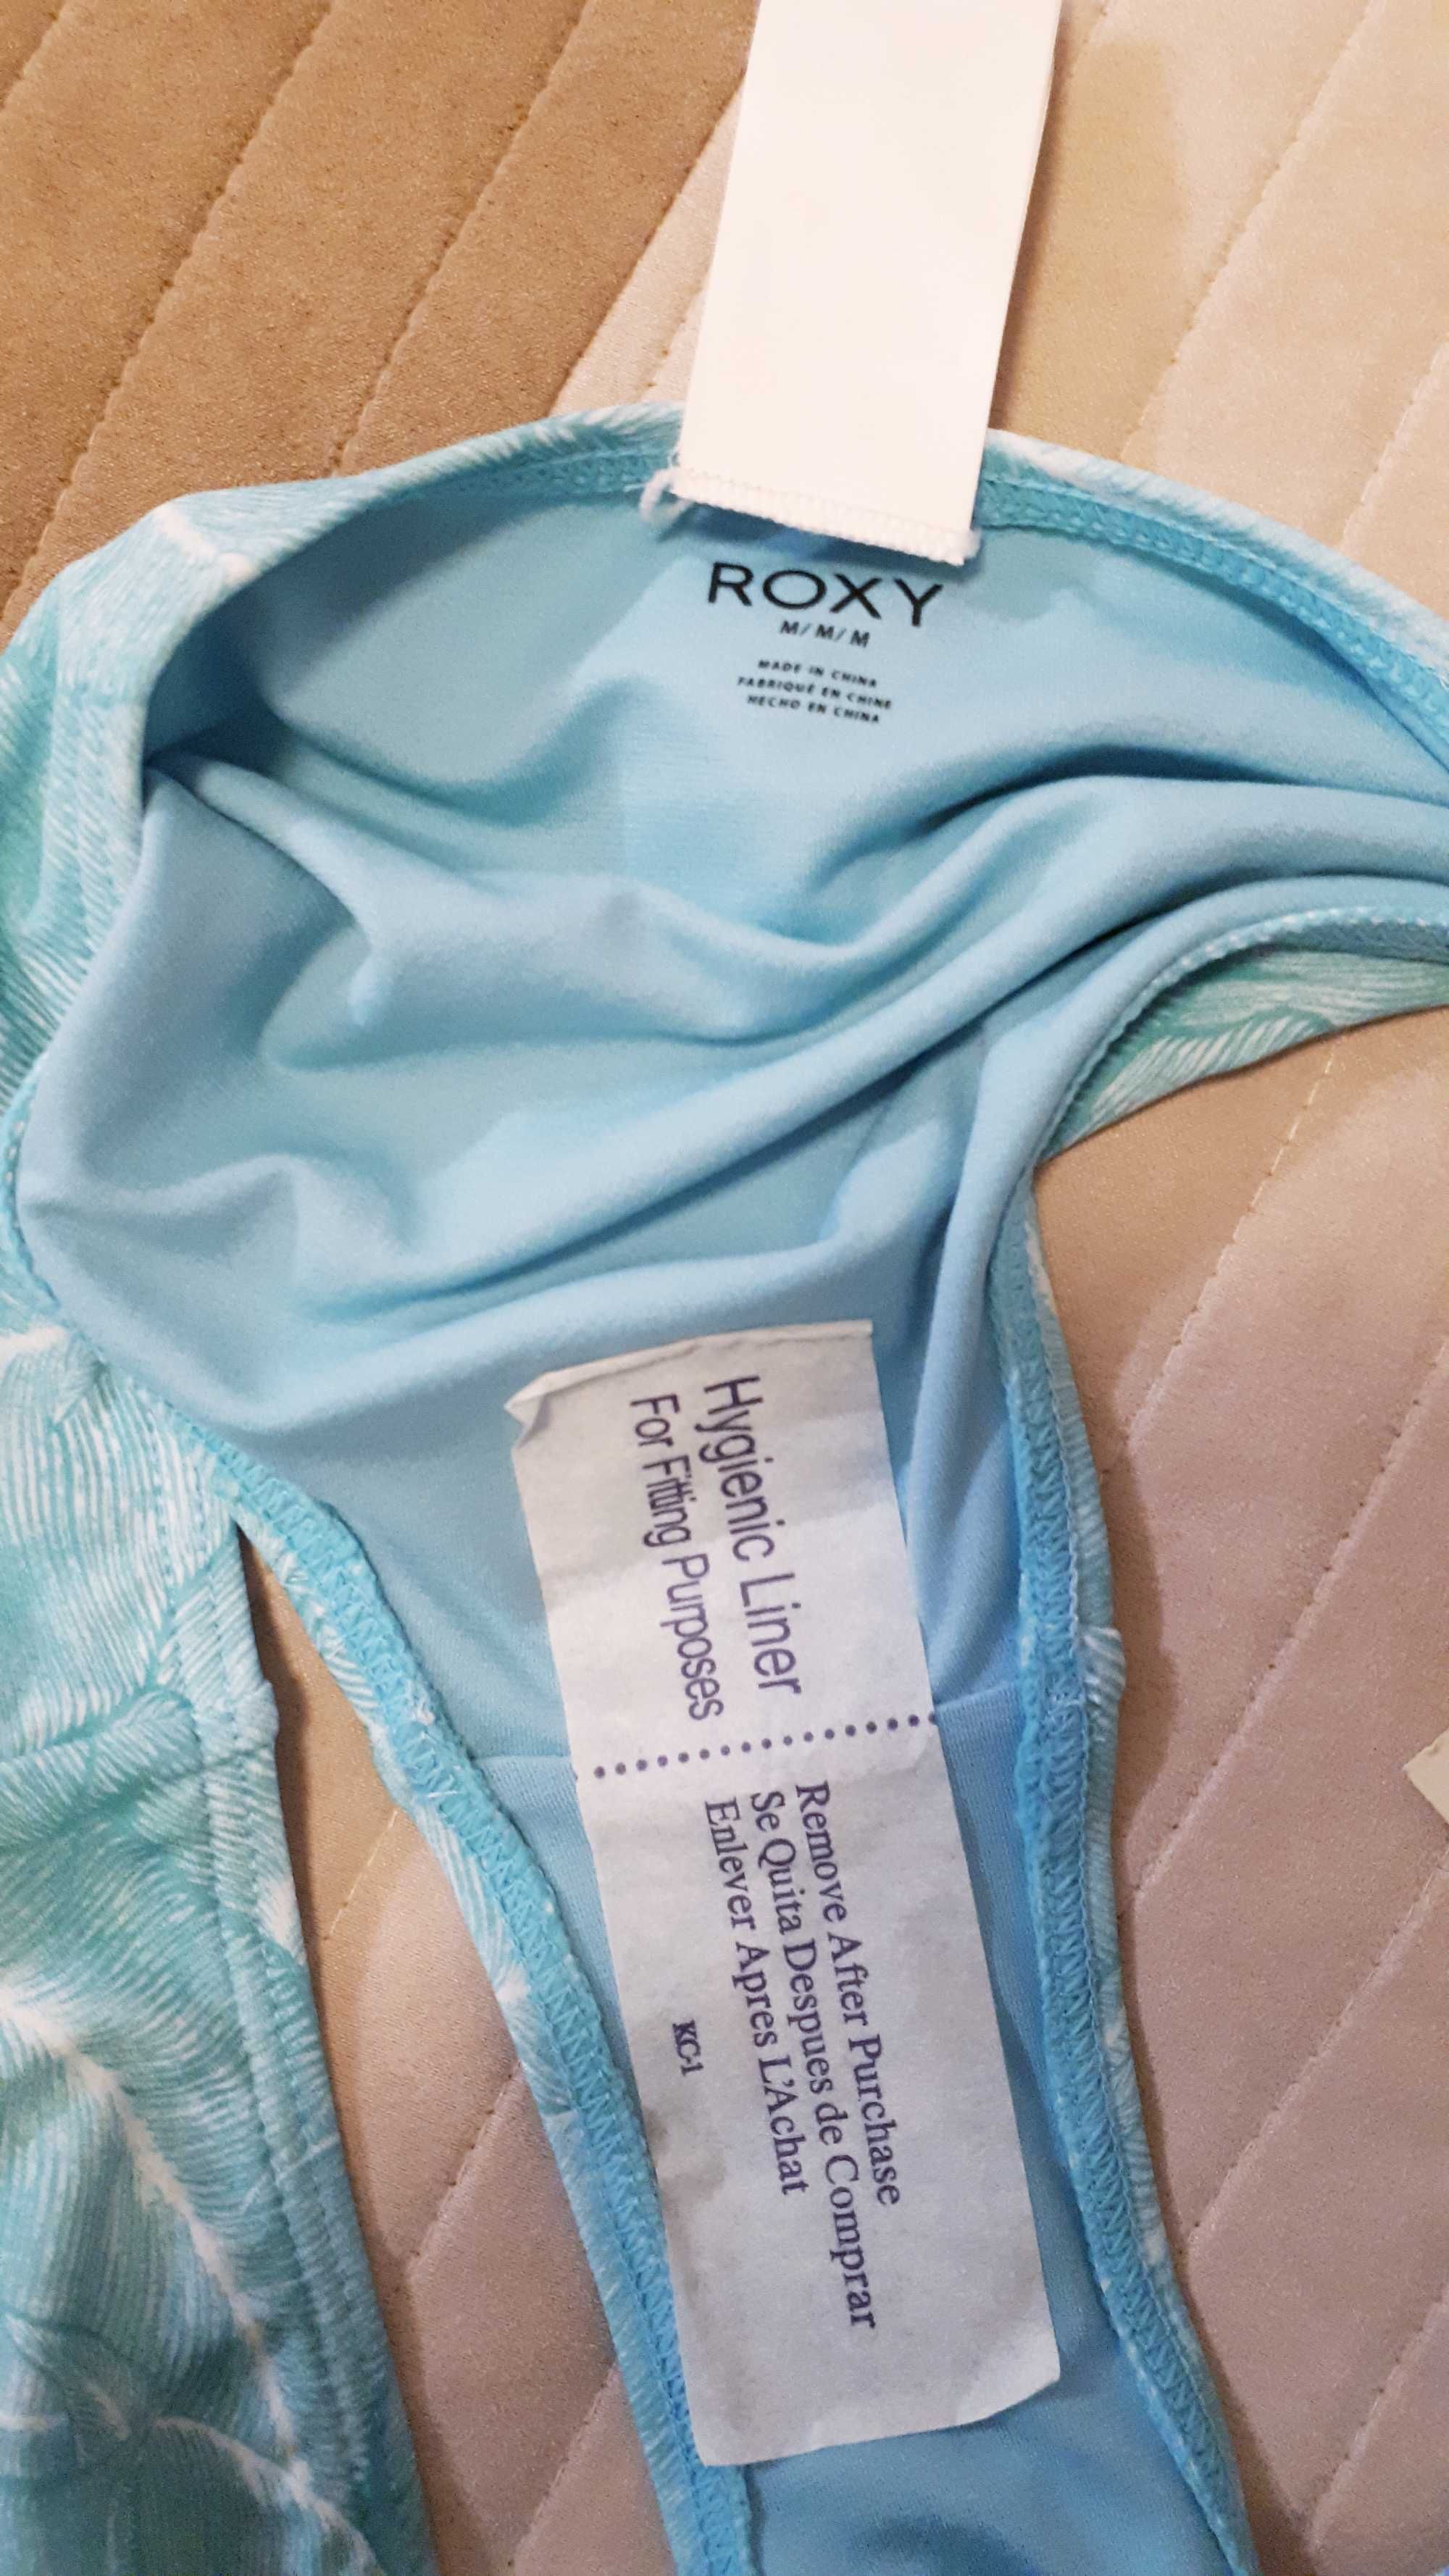 ROXY
M/M/M
MADE IN CHINA
FABRIQUÉ EN CHINE
HECHO EN CHINA
Hygienic Liner
For Fitting Purposes
Remove After Purchase
Se Quita Despues de Comprar
Enlever Apres L'Achat
KC-1